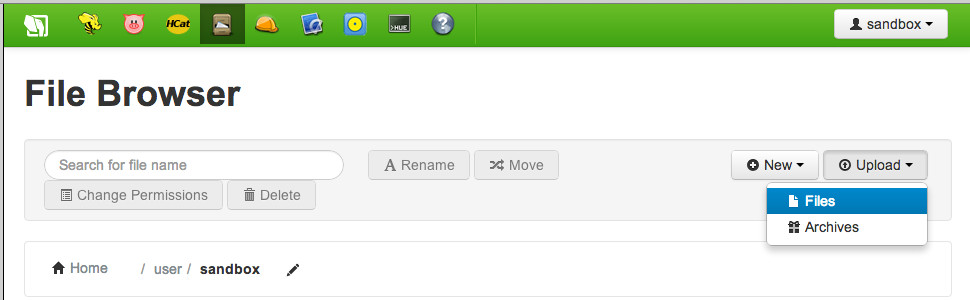 HCat HUE sandbox
File Browser
Search for file name Rename Move New Upload
Change Permissions Delete Files
Archives
Home / user / sandbox